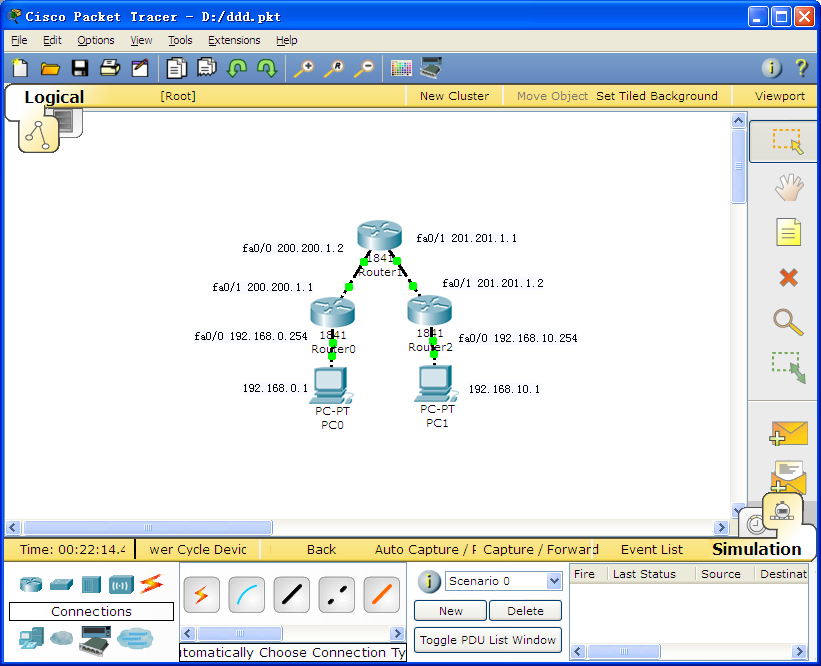 Cisco Packet Tracer - D:/ddd.pkt
File Edit Options View Tools Extensions Help
Logical [Root] New Cluster Move Object Set Tiled Background Viewport
fa0/0 200.200.1.2
fa0/1 201.201.1.1
1841
Router1
fa0/1 200.200.1.1
fa0/1 201.201.1.2
fa0/0 192.168.0.254
1841
Router0
1841
Router2
fa0/0 192.168.10.254
192.168.0.1
PC-PT
PC0
192.168.10.1
PC-PT
PC1
Time: 00:22:14.4 wer Cycle Devic Back Auto Capture / F Capture / Forward Event List Simulation
Connections
Scenario 0
New Delete
Toggle PDU List Window
Fire Last Status Source Destinat
utomatically Choose Connection Ty